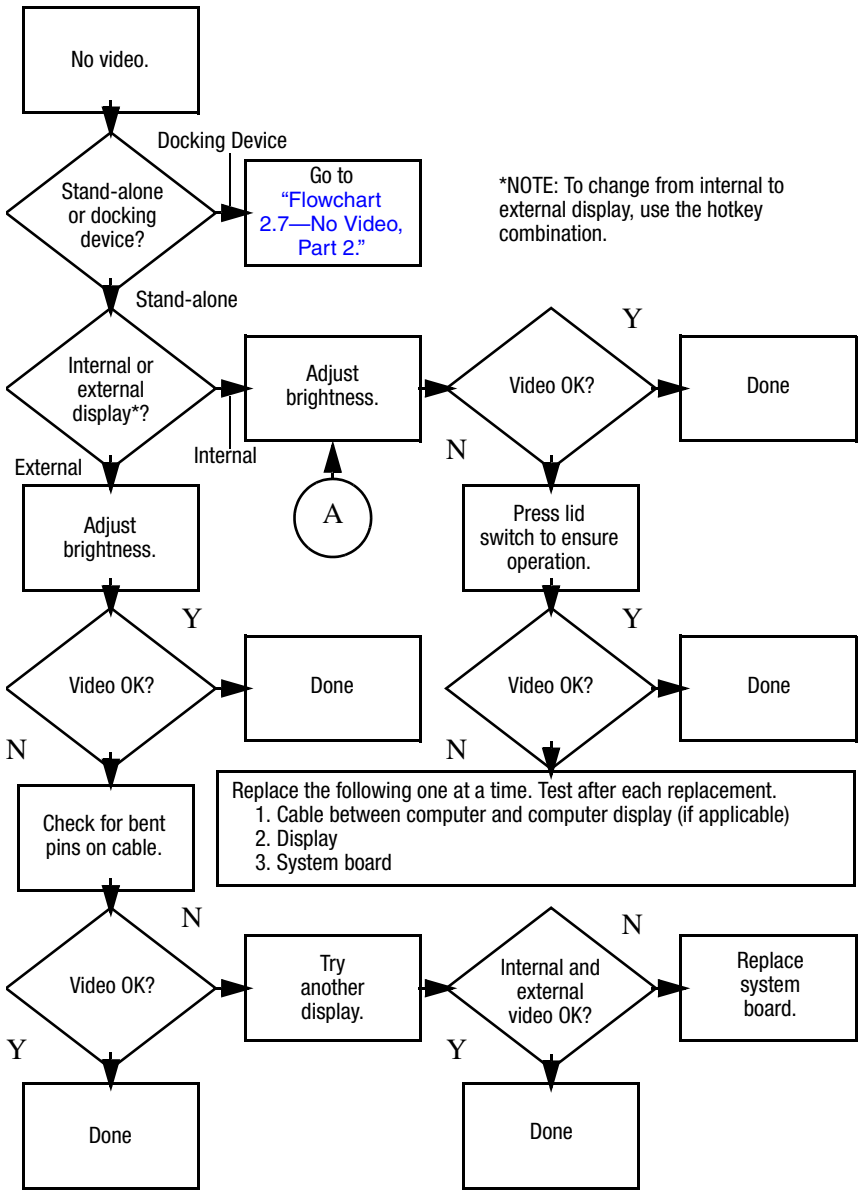 No video.
Docking Device
Stand-alone
or docking
device?
Go to
“Flowchart
2.7—No Video,
Part 2.”
*NOTE: To change from internal to
external display, use the hotkey
combination.
Stand-alone
Internal or
external
display*?
Internal
External
Adjust
brightness.
A
Video OK?
Y
Done
N
Press lid
switch to ensure
operation.
Adjust
brightness.
Video OK?
Y
Done
N
Video OK?
Y
Done
N
Replace the following one at a time. Test after each replacement.
1. Cable between computer and computer display (if applicable)
2. Display
3. System board
Check for bent
pins on cable.
Video OK?
N
Try
another
display.
Internal and
external
video OK?
N
Replace
system
board.
Y
Done
Y
Done